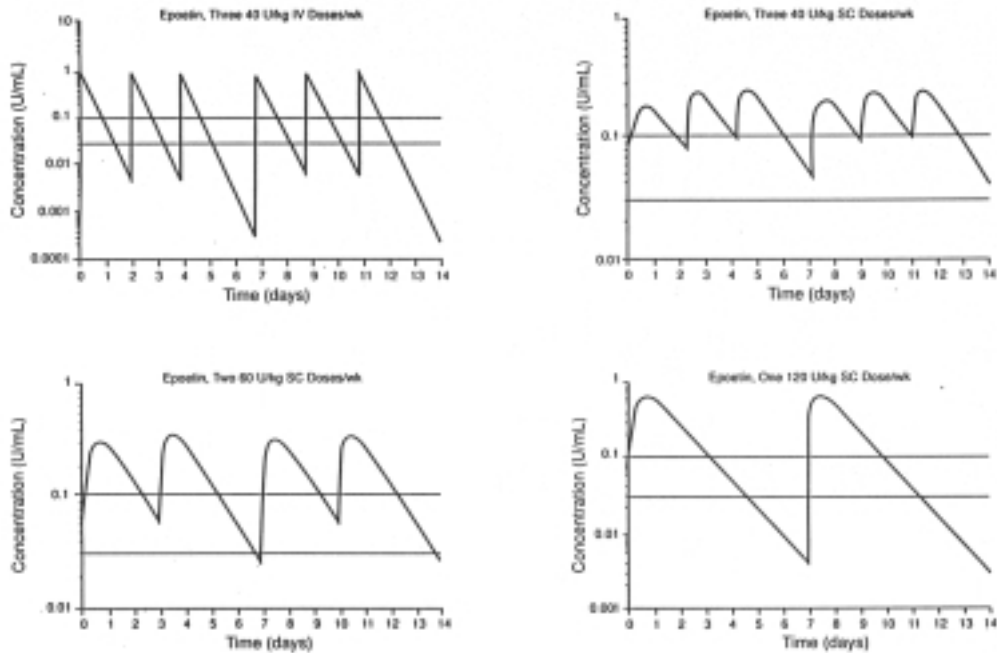 Epoetin, Three 40 U/kg IV Doses/wk
10
1
0.1
0.01
0.001
0.0001
Concentration (U/mL)
0 1 2 3 4 5 6 7 8 9 10 11 12 13 14
Time (days)
Epoetin, Three 40 U/kg SC Doses/wk
1
0.1
0.01
Concentration (U/mL)
0 1 2 3 4 5 6 7 8 9 10 11 12 13 14
Time (days)
Epoetin, Two 60 U/kg SC Doses/wk
1
0.1
0.01
Concentration (U/mL)
0 1 2 3 4 5 6 7 8 9 10 11 12 13 14
Time (days)
Epoetin, One 120 U/kg SC Dose/wk
1
0.1
0.01
0.001
Concentration (U/mL)
0 1 2 3 4 5 6 7 8 9 10 11 12 13 14
Time (days)